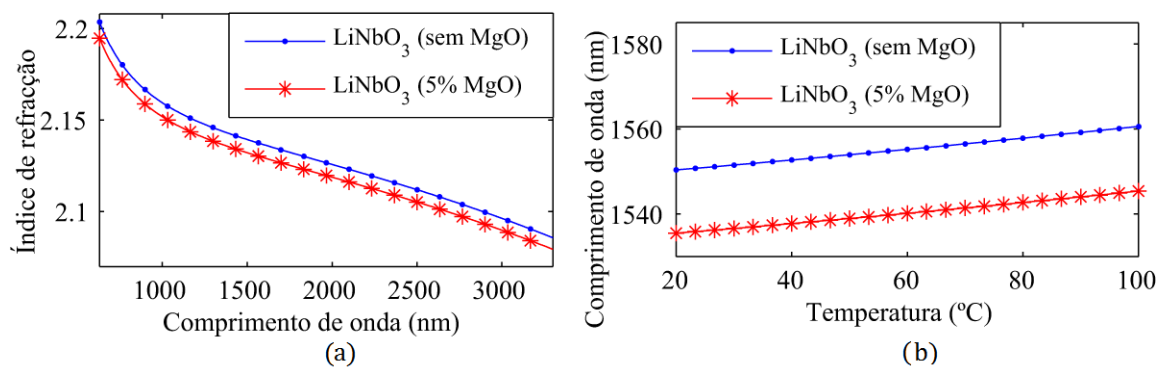 2.2
2.15
2.1
Índice de refracção
LiNbO3 (sem MgO)
LiNbO3 (5% MgO)
1000 1500 2000 2500 3000
Comprimento de onda (nm)
(a)
1580
1560
1540
Comprimento de onda (nm)
LiNbO3 (sem MgO)
LiNbO3 (5% MgO)
20 40 60 80 100
Temperatura (ºC)
(b)